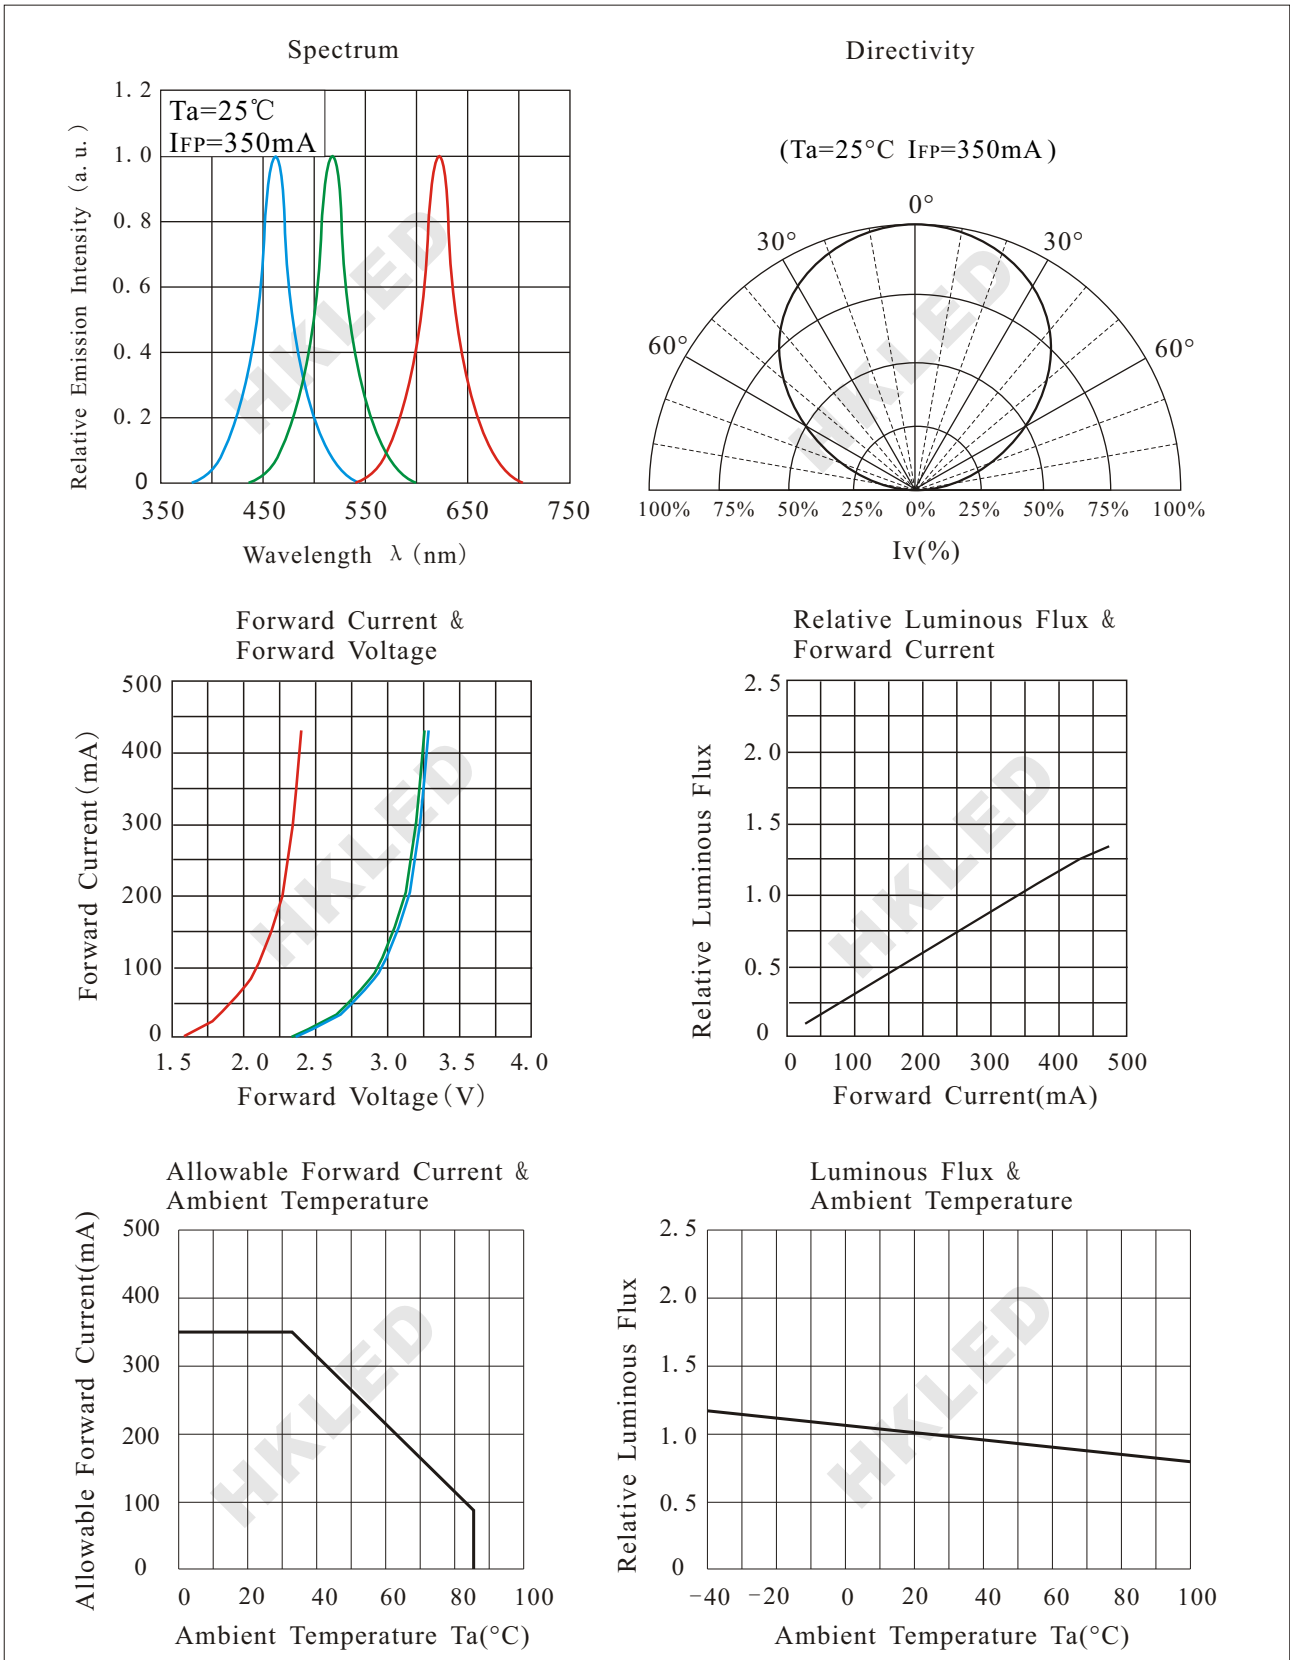 Spectrum
1.2
1.0
0.8
0.6
0.4
0.2
0
Relative Emission Intensity (a.u.)
Ta=25℃
IFP=350mA
350 450 550 650 750
Wavelength λ (nm)
HKLED
Directivity
(Ta=25°C IFP=350mA)
0°
30° 30°
60° 60°
100% 75% 50% 25% 0% 25% 50% 75% 100%
Iv(%)
HKLED
Forward Current &
Forward Voltage
500
400
300
200
100
0
Forward Current(mA)
1.5 2.0 2.5 3.0 3.5 4.0
Forward Voltage(V)
HKLED
Relative Luminous Flux &
Forward Current
2.5
2.0
1.5
1.0
0.5
0
Relative Luminous Flux
0 100 200 300 400 500
Forward Current(mA)
HKLED
Allowable Forward Current &
Ambient Temperature
500
400
300
200
100
0
Allowable Forward Current(mA)
0 20 40 60 80 100
Ambient Temperature Ta(°C)
HKLED
Luminous Flux &
Ambient Temperature
2.5
2.0
1.5
1.0
0.5
0
Relative Luminous Flux
-40 -20 0 20 40 60 80 100
Ambient Temperature Ta(°C)
HKLED